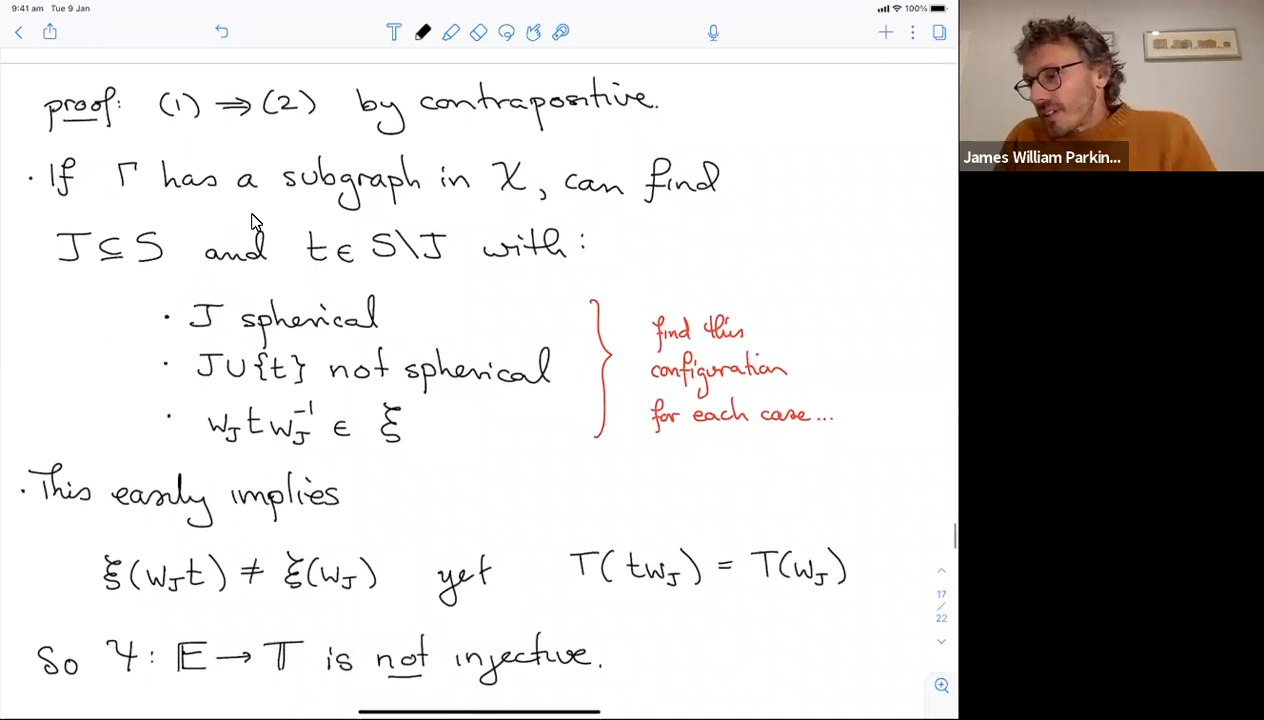 9:41 am Tue 9 Jan
100%
proof: (1) ⇒ (2) by contrapositive.
· If Γ has a subgraph in χ, can find
J ⊆ S and t ∈ S\J with:
· J spherical
· J∪{t} not spherical
· w_J t w_J^{-1} ∈ ξ
find this
configuration
for each case...
· This easily implies
ξ(w_J t) ≠ ξ(w_J) yet T(t w_J) = T(w_J)
So Ψ: 𝔼 → 𝕋 is not injective.
17
/
22
James William Parkin...